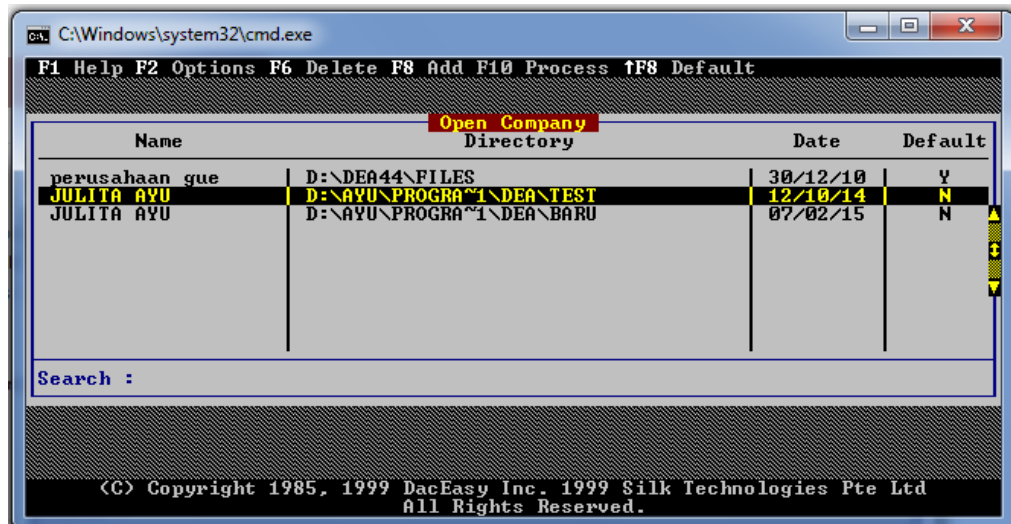 C:\Windows\system32\cmd.exe
F1 Help F2 Options F6 Delete F8 Add F10 Process ↑F8 Default
Open Company
Name Directory Date Default
perusahaan gue D:\DEA44\FILES 30/12/10 Y
JULITA AYU D:\AYU\PROGRA~1\DEA\TEST 12/10/14 N
JULITA AYU D:\AYU\PROGRA~1\DEA\BARU 07/02/15 N
Search :
(C) Copyright 1985, 1999 DacEasy Inc. 1999 Silk Technologies Pte Ltd
All Rights Reserved.